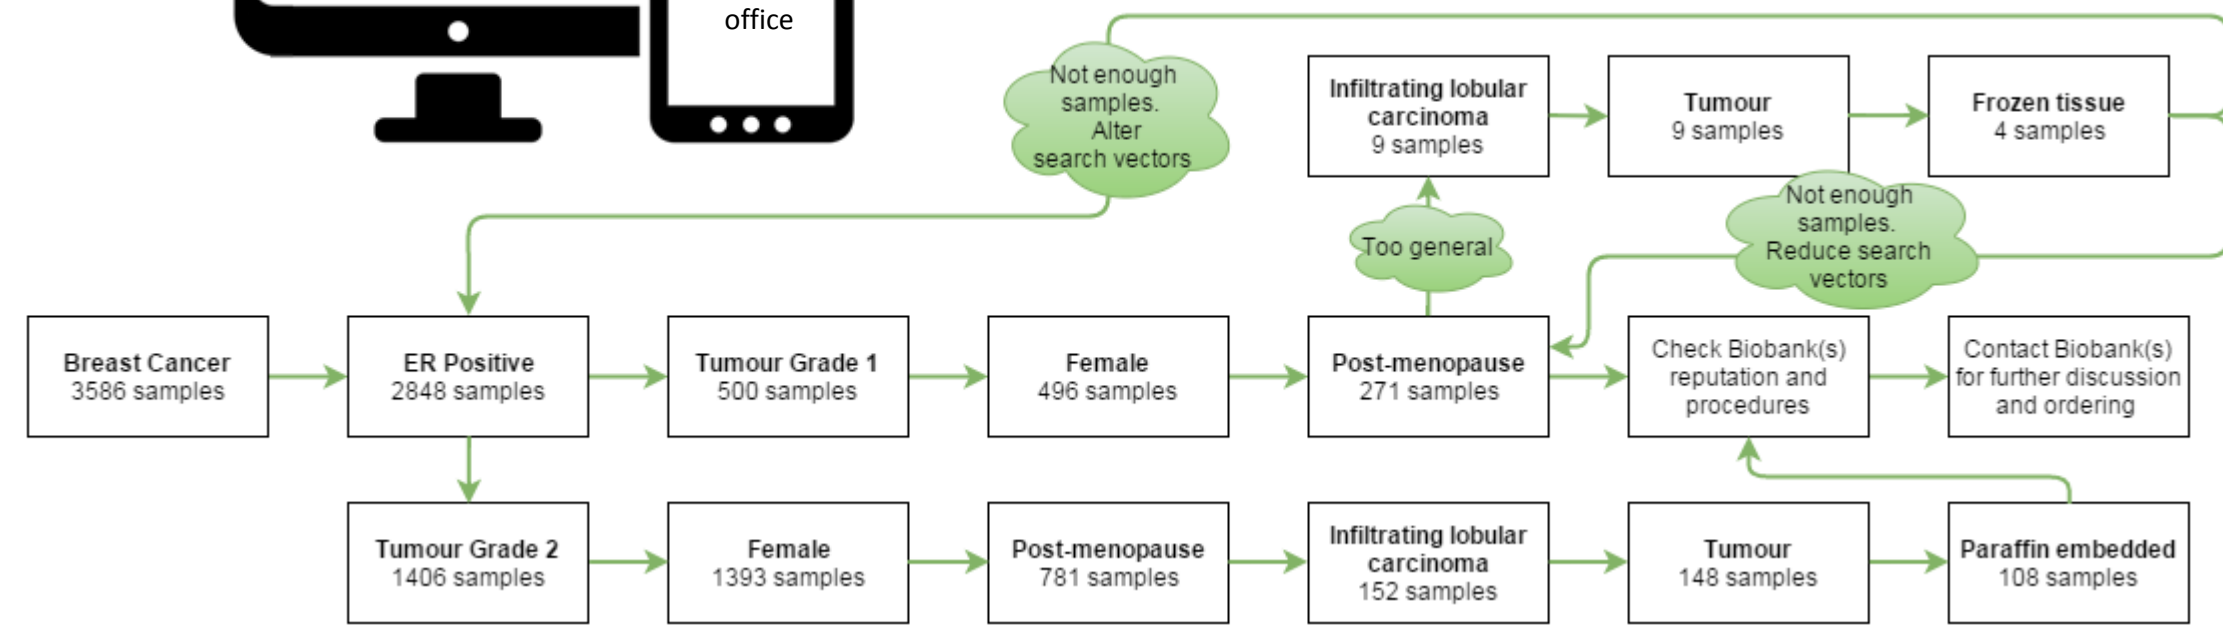 office
Not enough
samples.
Alter
search vectors
Infiltrating lobular
carcinoma
9 samples
Tumour
9 samples
Frozen tissue
4 samples
Too general
Not enough
samples.
Reduce search
vectors
Breast Cancer
3586 samples
ER Positive
2848 samples
Tumour Grade 1
500 samples
Female
496 samples
Post-menopause
271 samples
Check Biobank(s)
reputation and
procedures
Contact Biobank(s)
for further discussion
and ordering
Tumour Grade 2
1406 samples
Female
1393 samples
Post-menopause
781 samples
Infiltrating lobular
carcinoma
152 samples
Tumour
148 samples
Paraffin embedded
108 samples